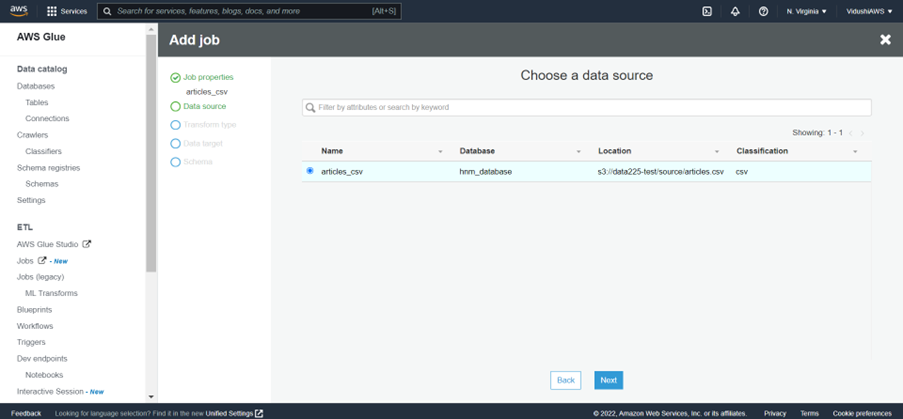 aws
Services
Search for services, features, blogs, docs, and more
[Alt+S]
N. Virginia
VidushiAWS
AWS Glue
Data catalog
Databases
Tables
Connections
Crawlers
Classifiers
Schema registries
Schemas
Settings
ETL
AWS Glue Studio
Jobs - New
Jobs (legacy)
ML Transforms
Blueprints
Workflows
Triggers
Dev endpoints
Notebooks
Interactive Session - New
Add job
Job properties
articles_csv
Data source
Transform type
Data target
Schema
Choose a data source
Filter by attributes or search by keyword
Showing: 1 - 1
Name Database Location Classification
articles_csv hnm_database s3://data225-test/source/articles.csv csv
Back Next
Feedback Looking for language selection? Find it in the new Unified Settings © 2022, Amazon Web Services, Inc. or its affiliates. Privacy Terms Cookie preferences